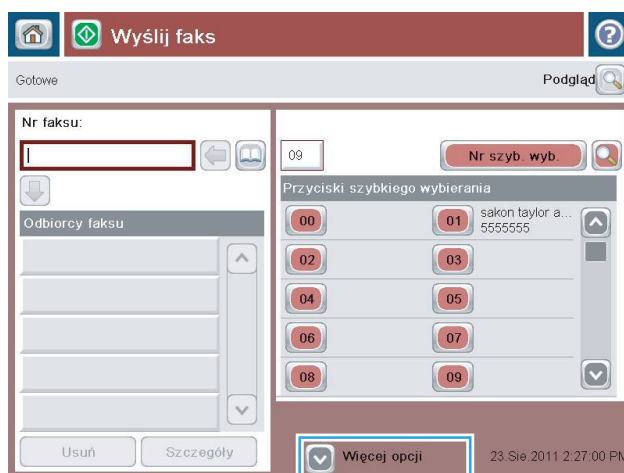 Wyślij faks
Gotowe
Podgląd
Nr faksu:
Odbiorcy faksu
Usuń
Szczegóły
09
Nr szyb. wyb.
Przyciski szybkiego wybierania
00
01
sakon taylor a...
5555555
02
03
04
05
06
07
08
09
Więcej opcji
23.Sie.2011 2:27:00 PM